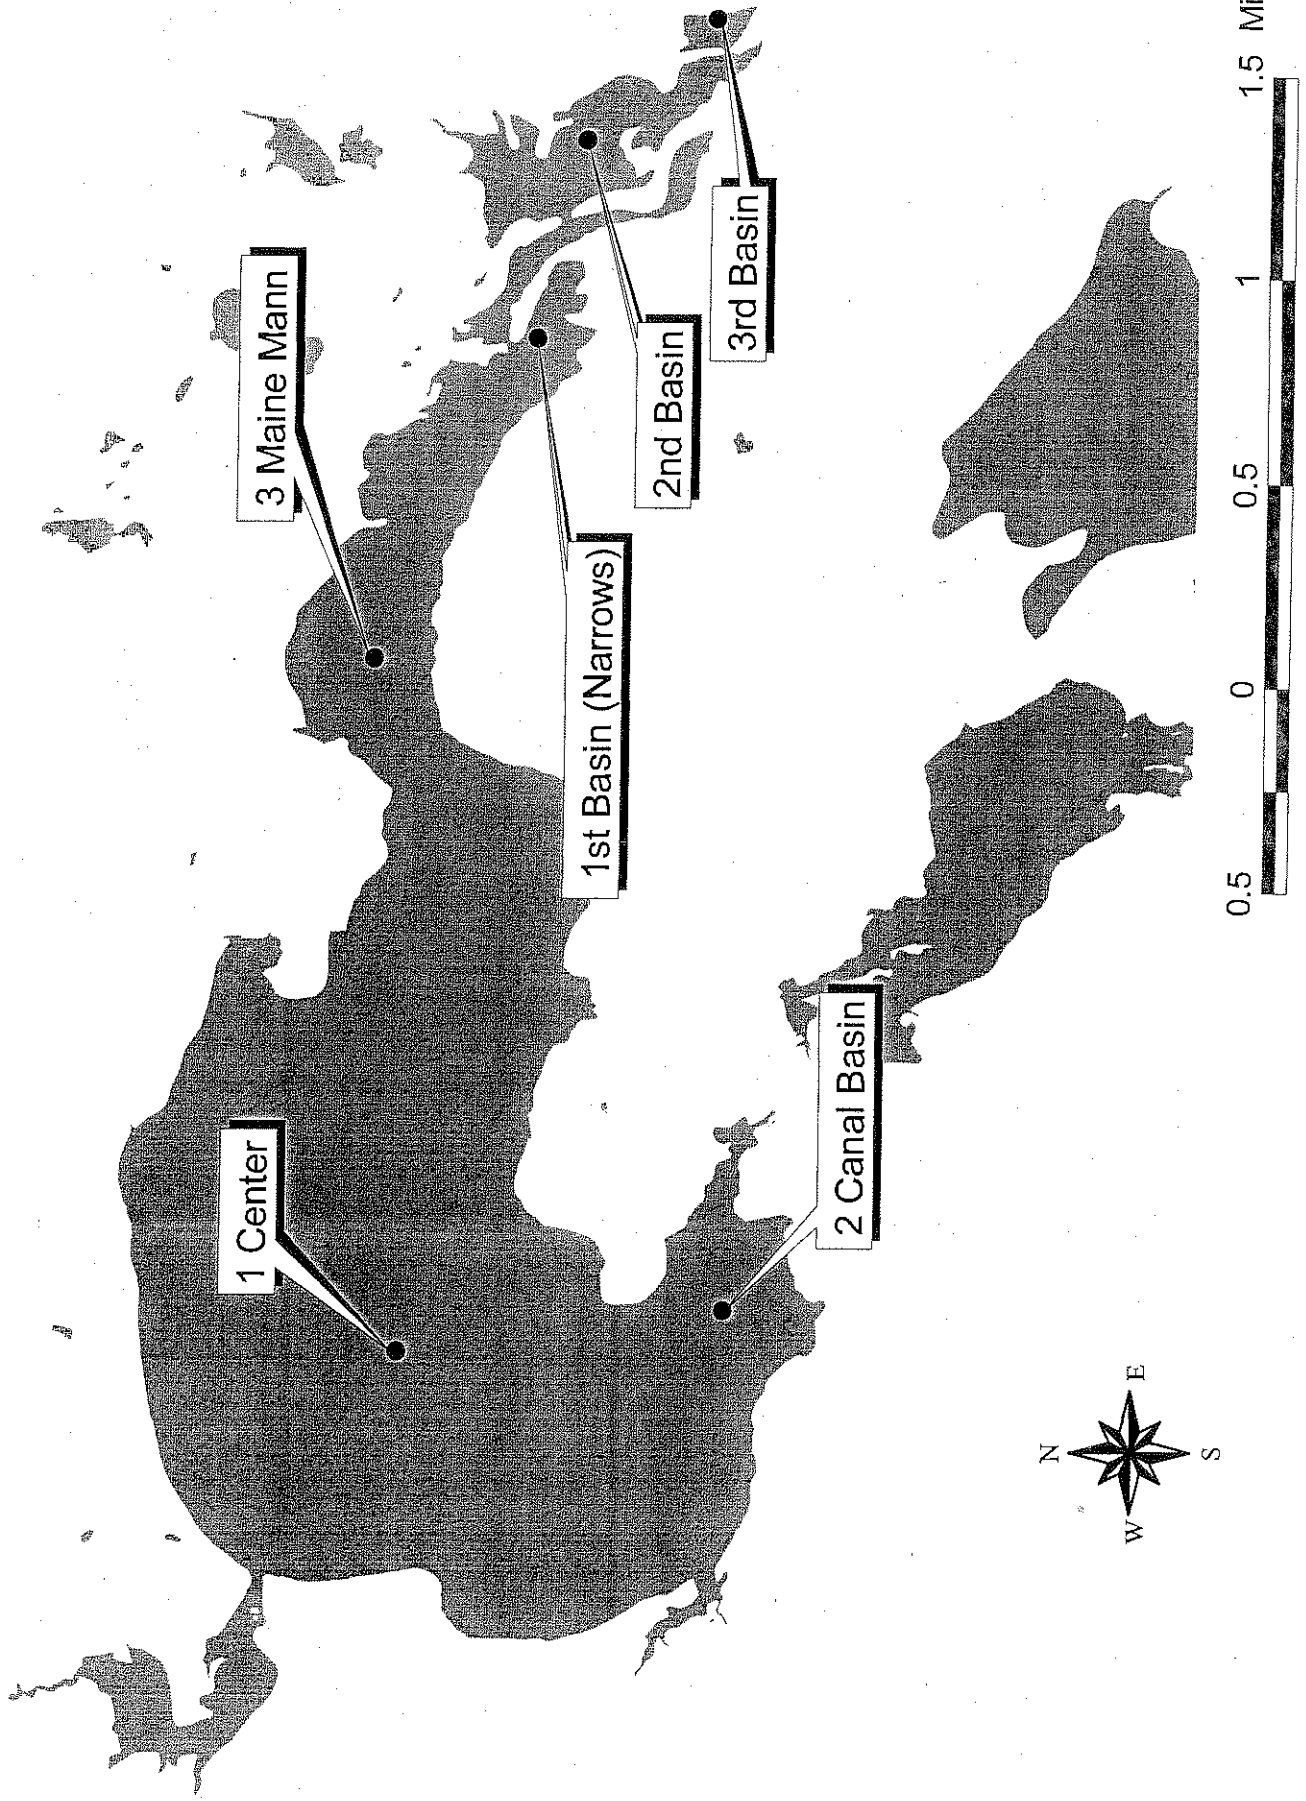 3 Maine Mann
1 Center
1st Basin (Narrows)
2nd Basin
3rd Basin
2 Canal Basin
N
W
E
S
0.5 0 0.5 1 1.5 Mi